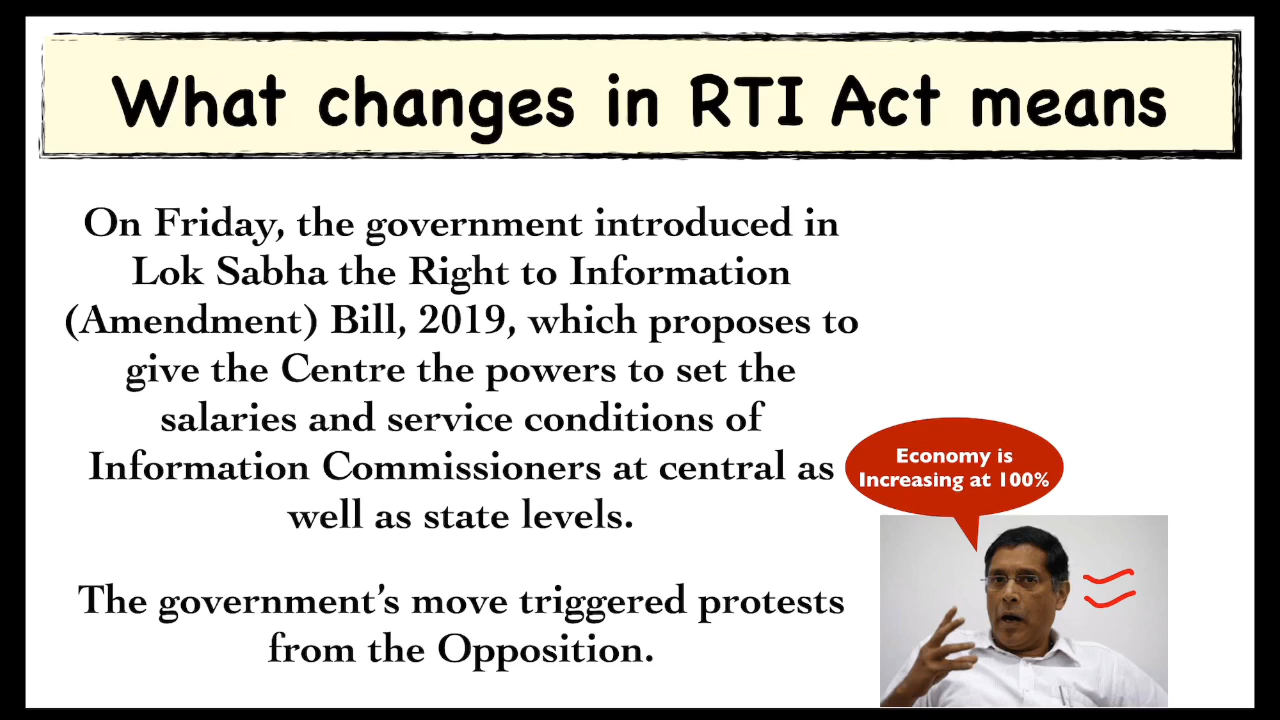 What changes in RTI Act means
On Friday, the government introduced in
Lok Sabha the Right to Information
(Amendment) Bill, 2019, which proposes to
give the Centre the powers to set the
salaries and service conditions of
Information Commissioners at central as
well as state levels.
The government’s move triggered protests
from the Opposition.
Economy is
Increasing at 100%